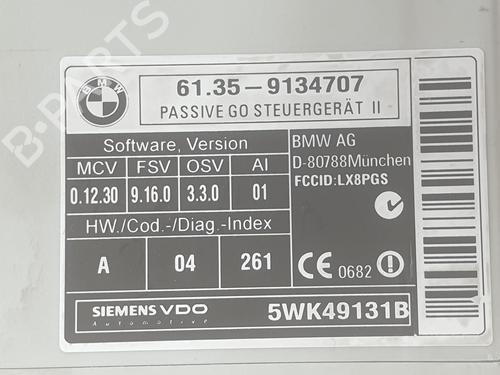 BMW
61.35 – 9134707
PASSIVE GO STEUERGERÄT II
Software, Version
MCV FSV OSV AI
0.12.30 9.16.0 3.3.0 01
HW./Cod.-/Diag.-Index
A 04 261
BMW AG
D-80788München
FCCID:LX8PGS
CE 0682
SIEMENS VDO
Automotive
5WK49131B
B-PARTS